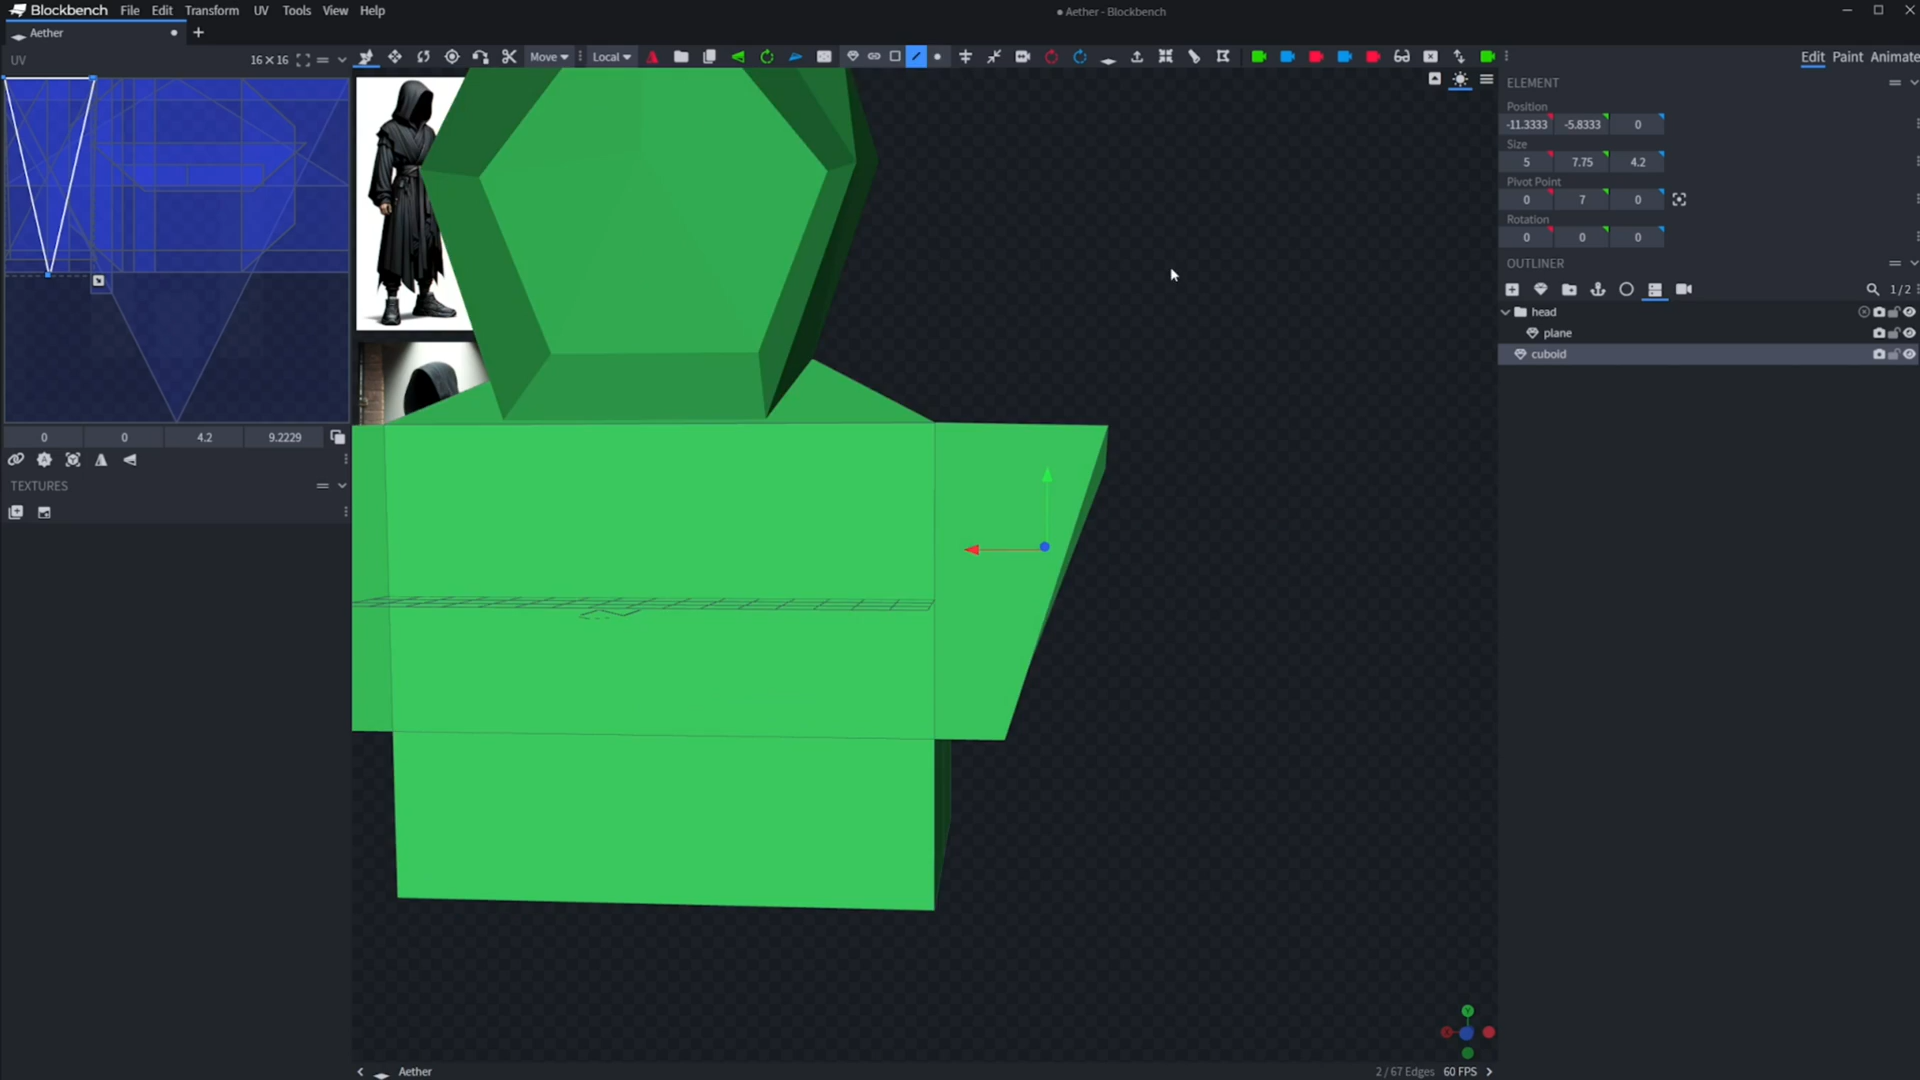 Blockbench File Edit Transform UV Tools View Help
Aether - Blockbench
Aether
UV 16×16
Move
Local
Edit Paint Animate
ELEMENT
Position
-11.3333 -5.8333 0
Size
5 7.75 4.2
Pivot Point
0 7 0
Rotation
0 0 0
OUTLINER
1/2
head
plane
cuboid
0 0 4.2 9.2229
TEXTURES
Y
X
Aether
2 / 67 Edges 60 FPS